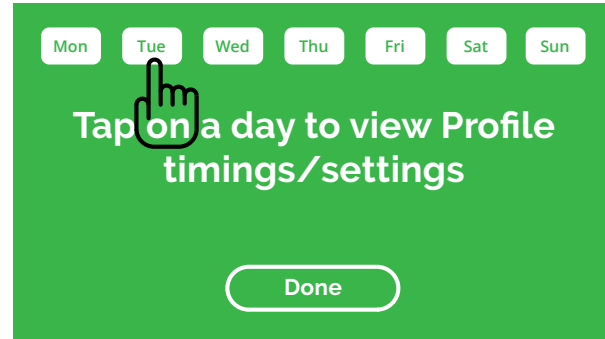 Mon Tue Wed Thu Fri Sat Sun
Tap on a day to view Profile
timings/settings
Done